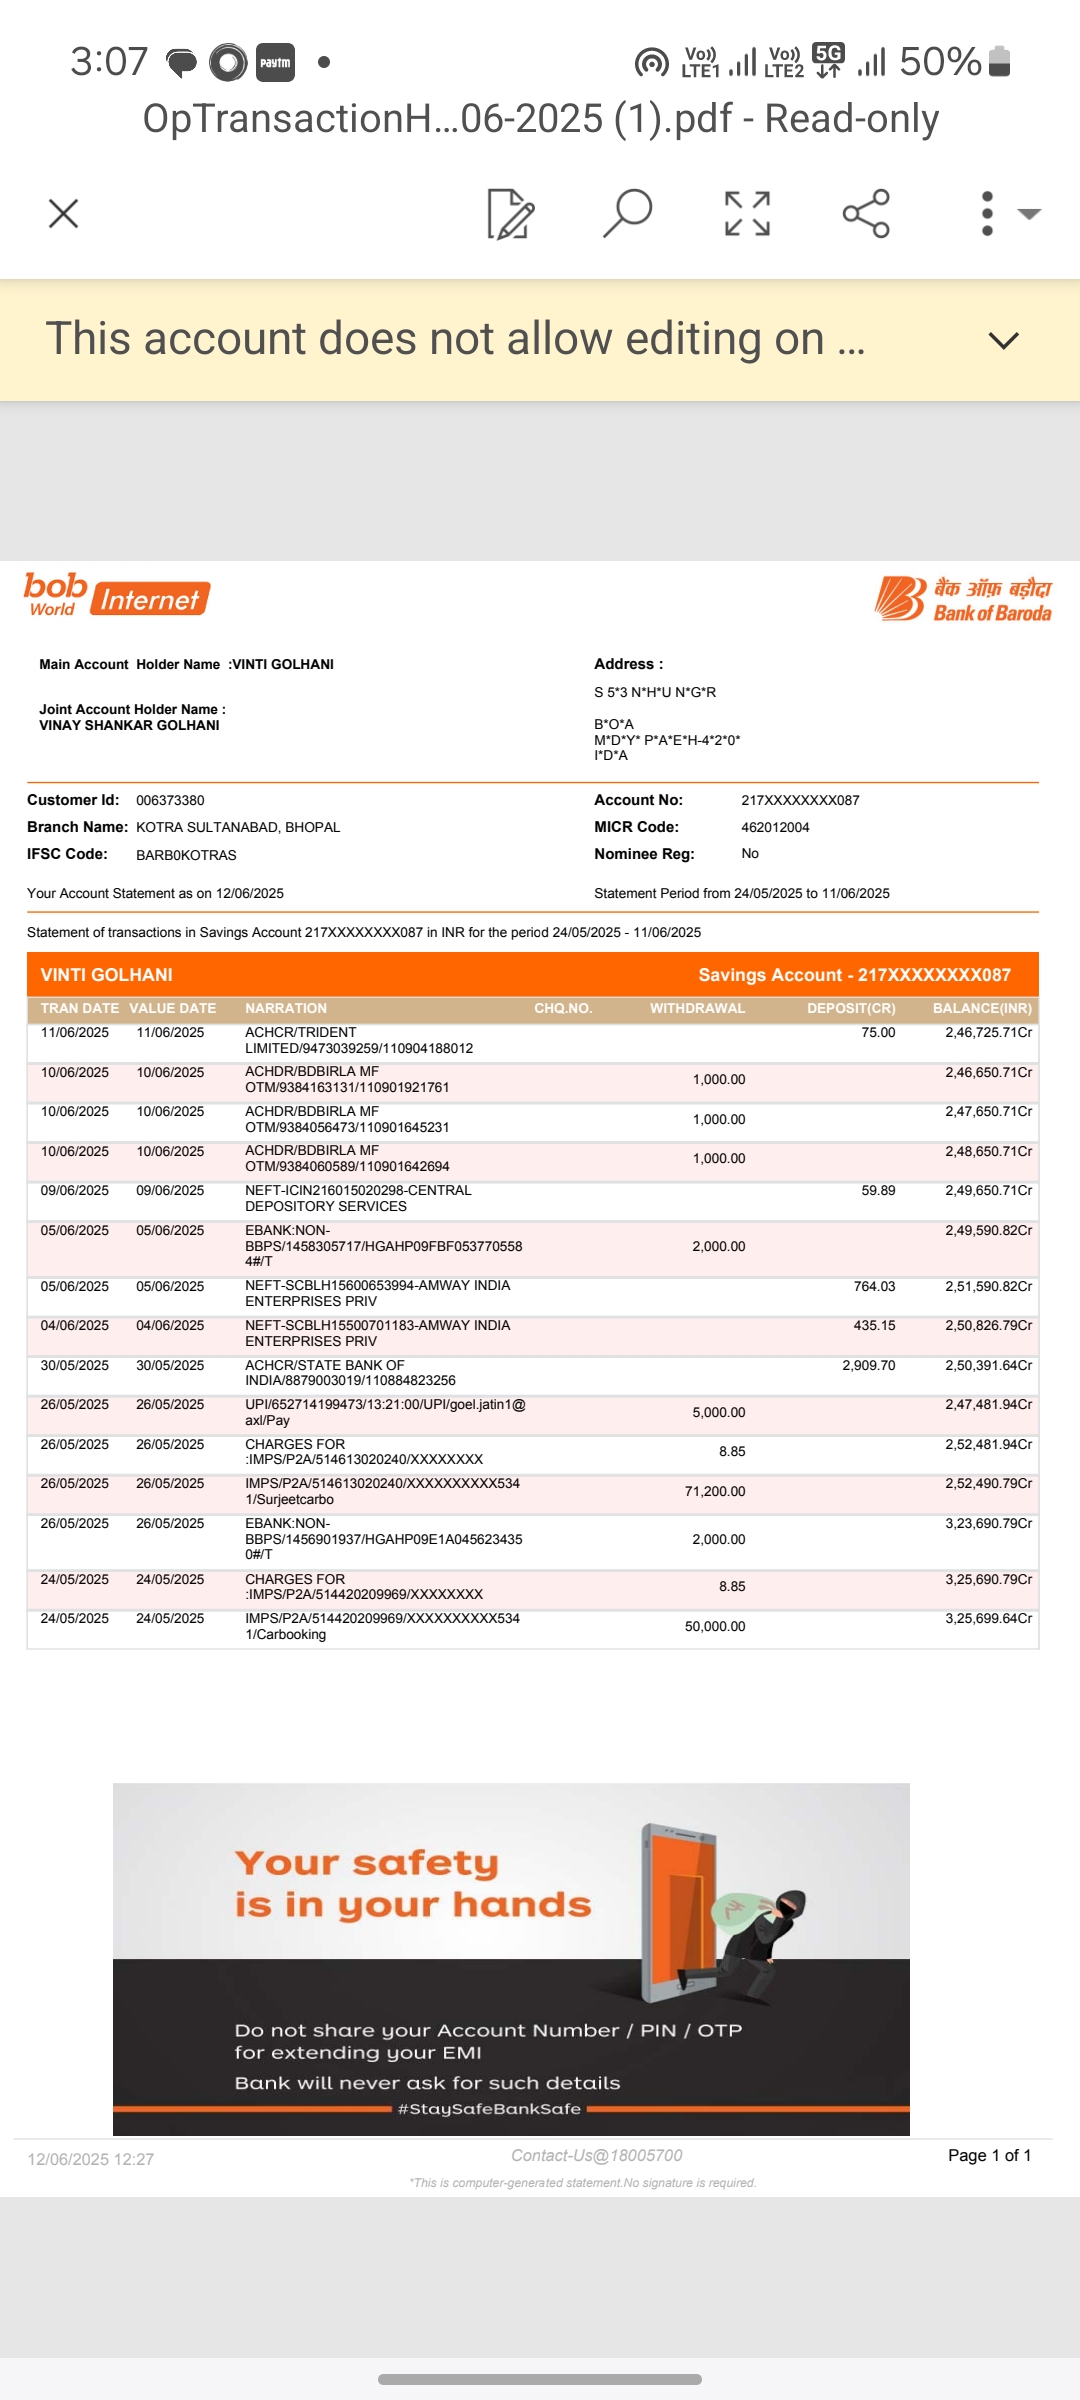 3:07 paytm Vo)) LTE1 Vo)) LTE2 5G 50%
OpTransactionH...06-2025 (1).pdf - Read-only
This account does not allow editing on ...
bob World Internet
बैंक ऑफ़ बड़ौदा
Bank of Baroda
Main Account Holder Name :VINTI GOLHANI
Joint Account Holder Name :
VINAY SHANKAR GOLHANI
Address :
S 5*3 N*H*U N*G*R
B*O*A
M*D*Y* P*A*E*H-4*2*0*
I*D*A
Customer Id: 006373380 Account No: 217XXXXXXXX087
Branch Name: KOTRA SULTANABAD, BHOPAL MICR Code: 462012004
IFSC Code: BARB0KOTRAS Nominee Reg: No
Your Account Statement as on 12/06/2025 Statement Period from 24/05/2025 to 11/06/2025
Statement of transactions in Savings Account 217XXXXXXXX087 in INR for the period 24/05/2025 - 11/06/2025
VINTI GOLHANI Savings Account - 217XXXXXXXX087
TRAN DATE VALUE DATE NARRATION CHQ.NO. WITHDRAWAL DEPOSIT(CR) BALANCE(INR)
11/06/2025 11/06/2025 ACHCR/TRIDENT 75.00 2,46,725.71Cr
LIMITED/9473039259/110904188012
10/06/2025 10/06/2025 ACHDR/BDBIRLA MF 1,000.00 2,46,650.71Cr
OTM/9384163131/110901921761
10/06/2025 10/06/2025 ACHDR/BDBIRLA MF 1,000.00 2,47,650.71Cr
OTM/9384056473/110901645231
10/06/2025 10/06/2025 ACHDR/BDBIRLA MF 1,000.00 2,48,650.71Cr
OTM/9384060589/110901642694
09/06/2025 09/06/2025 NEFT-ICIN216015020298-CENTRAL 59.89 2,49,650.71Cr
DEPOSITORY SERVICES
05/06/2025 05/06/2025 EBANK:NON- 2,000.00 2,49,590.82Cr
BBPS/1458305717/HGAHP09FBF053770558
4#/T
05/06/2025 05/06/2025 NEFT-SCBLH15600653994-AMWAY INDIA 764.03 2,51,590.82Cr
ENTERPRISES PRIV
04/06/2025 04/06/2025 NEFT-SCBLH15500701183-AMWAY INDIA 435.15 2,50,826.79Cr
ENTERPRISES PRIV
30/05/2025 30/05/2025 ACHCR/STATE BANK OF 2,909.70 2,50,391.64Cr
INDIA/8879003019/110884823256
26/05/2025 26/05/2025 UPI/652714199473/13:21:00/UPI/goel.jatin1@ 5,000.00 2,47,481.94Cr
axl/Pay
26/05/2025 26/05/2025 CHARGES FOR 8.85 2,52,481.94Cr
:IMPS/P2A/514613020240/XXXXXXXX
26/05/2025 26/05/2025 IMPS/P2A/514613020240/XXXXXXXXXX534 71,200.00 2,52,490.79Cr
1/Surjeetcarbo
26/05/2025 26/05/2025 EBANK:NON- 2,000.00 3,23,690.79Cr
BBPS/1456901937/HGAHP09E1A045623435
0#/T
24/05/2025 24/05/2025 CHARGES FOR 8.85 3,25,690.79Cr
:IMPS/P2A/514420209969/XXXXXXXX
24/05/2025 24/05/2025 IMPS/P2A/514420209969/XXXXXXXXXX534 50,000.00 3,25,699.64Cr
1/Carbooking
Your safety
is in your hands
Do not share your Account Number / PIN / OTP
for extending your EMI
Bank will never ask for such details
#StaySafeBankSafe
12/06/2025 12:27 Contact-Us@18005700 Page 1 of 1
*This is computer-generated statement.No signature is required.